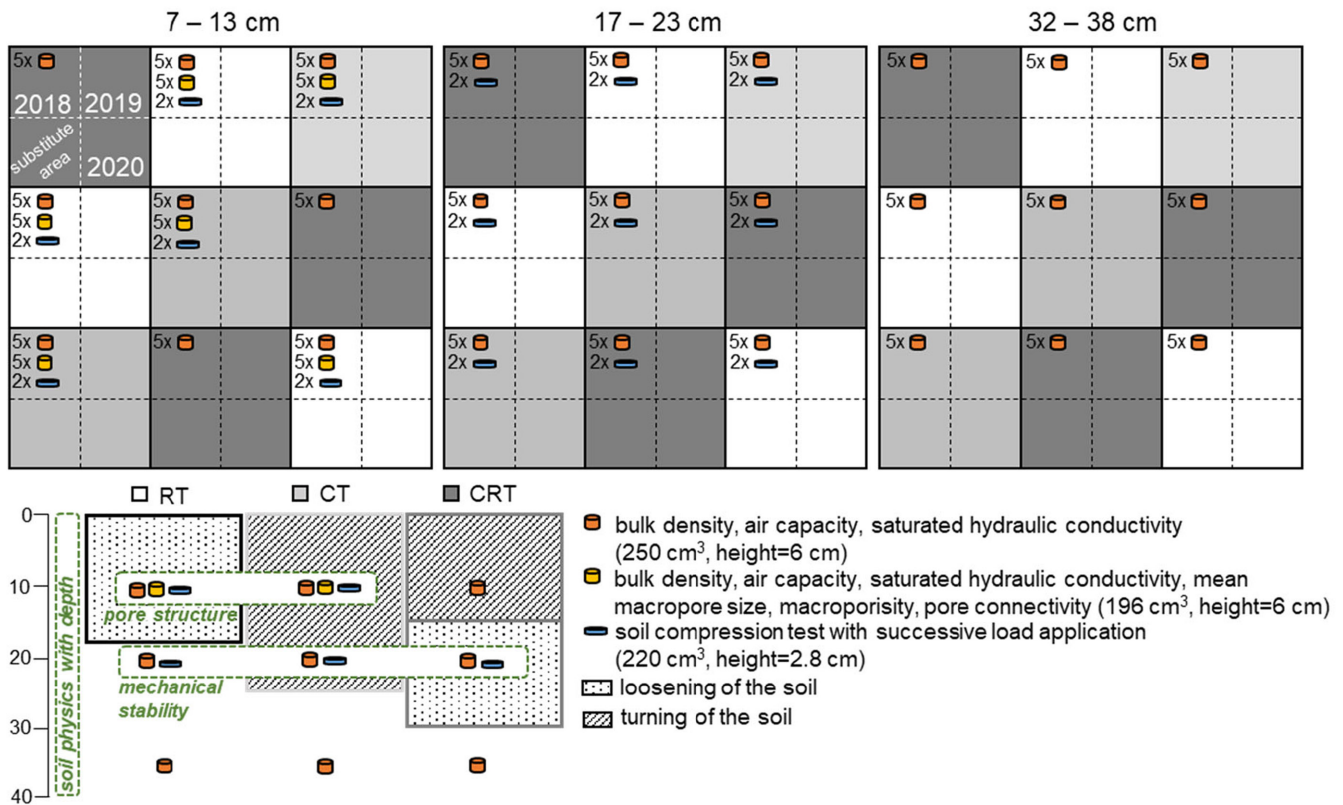 7 – 13 cm
17 – 23 cm
32 – 38 cm
5x
2018
2019
substitute area
2020
5x
5x
2x
5x
5x
2x
5x
2x
5x
2x
5x
2x
5x
5x
5x
5x
5x
2x
5x
5x
2x
5x
5x
2x
5x
2x
5x
2x
5x
5x
5x
5x
5x
2x
5x
5x
5x
2x
5x
2x
5x
2x
5x
2x
5x
5x
5x
RT
CT
CRT
0
10
20
30
40
soil physics with depth
pore structure
mechanical
stability
bulk density, air capacity, saturated hydraulic conductivity
(250 cm³, height=6 cm)
bulk density, air capacity, saturated hydraulic conductivity, mean
macropore size, macroporisity, pore connectivity (196 cm³, height=6 cm)
soil compression test with successive load application
(220 cm³, height=2.8 cm)
loosening of the soil
turning of the soil